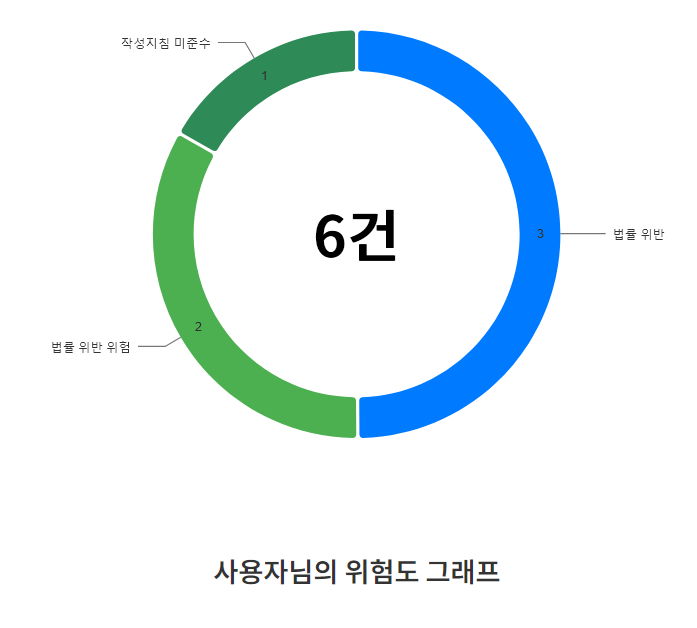 작성지침 미준수
1
6건
3
법률 위반
2
법률 위반 위험
사용자님의 위험도 그래프